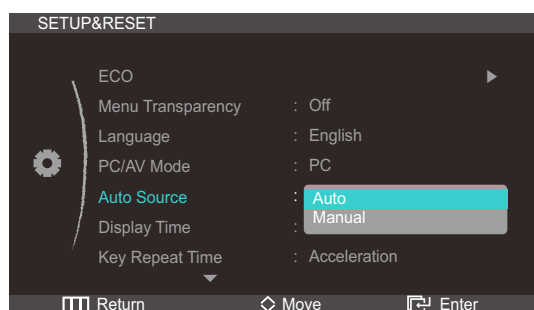 SETUP&RESET
ECO
Menu Transparency : Off
Language : English
PC/AV Mode : PC
Auto Source : Auto
Manual
Display Time :
Key Repeat Time : Acceleration
Return Move Enter